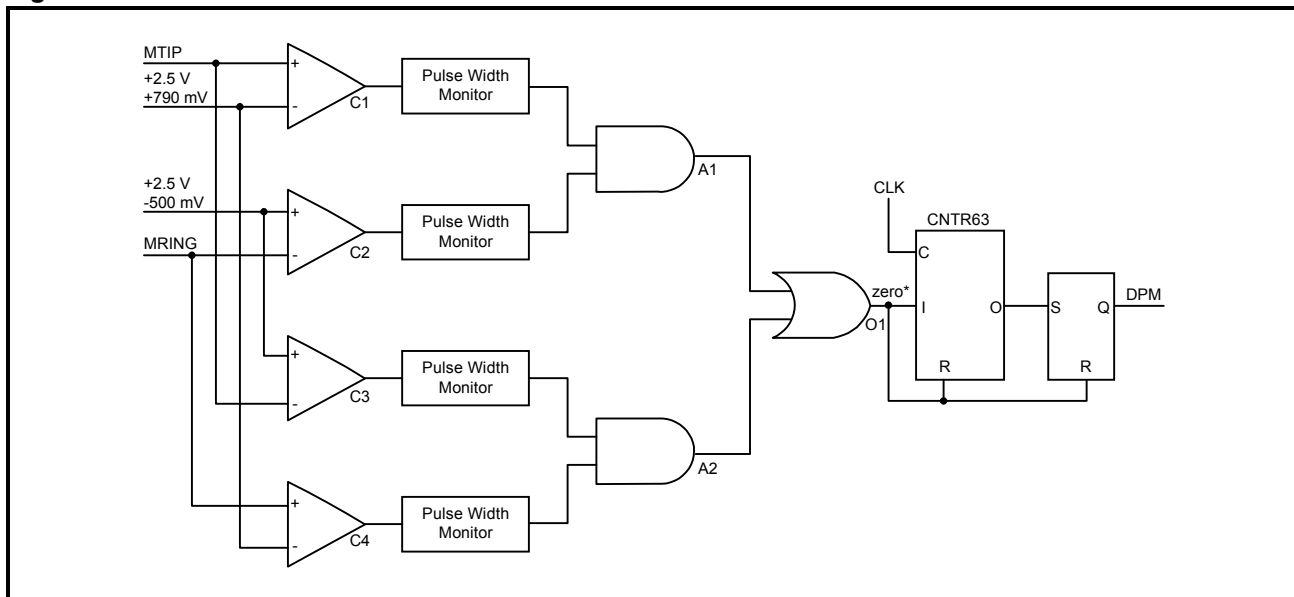 MTIP
+2.5 V
+790 mV
+
-
C1
Pulse Width
Monitor
A1
+2.5 V
-500 mV
MRING
+
-
C2
Pulse Width
Monitor
CLK
CNTR63
C
zero*
I
O
R
O1
S
Q
R
DPM
+
-
C3
Pulse Width
Monitor
A2
+
-
C4
Pulse Width
Monitor